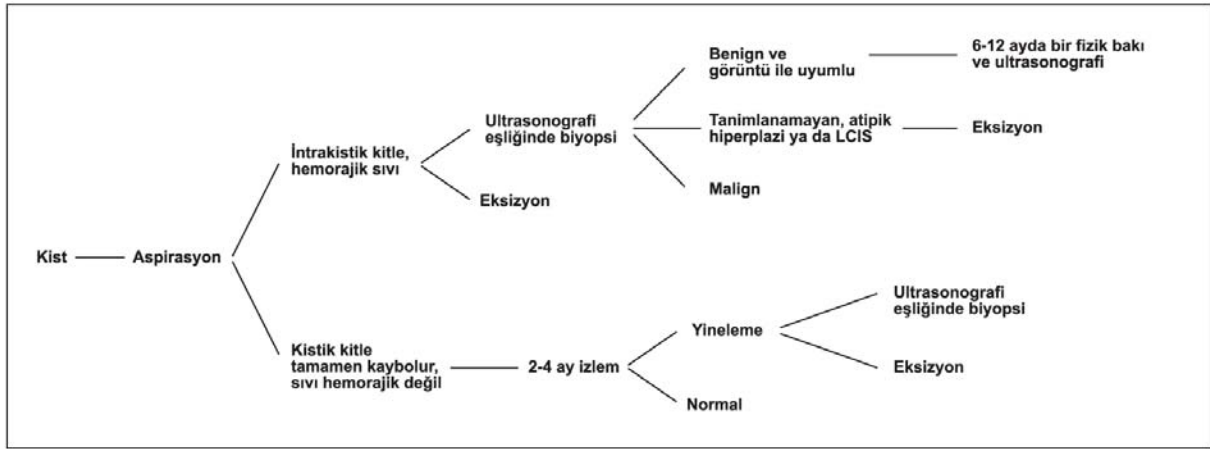 Kist
Aspirasyon
İntrakistik kitle,
hemorajik sıvı
Ultrasonografi
eşliğinde biyopsi
Benign ve
görüntü ile uyumlu
6-12 ayda bir fizik bakı
ve ultrasonografi
Tanimlanamayan, atipik
hiperplazi ya da LCIS
Eksizyon
Malign
Eksizyon
Kistik kitle
tamamen kaybolur,
sıvı hemorajik değil
2-4 ay izlem
Yineleme
Ultrasonografi
eşliğinde biyopsi
Eksizyon
Normal